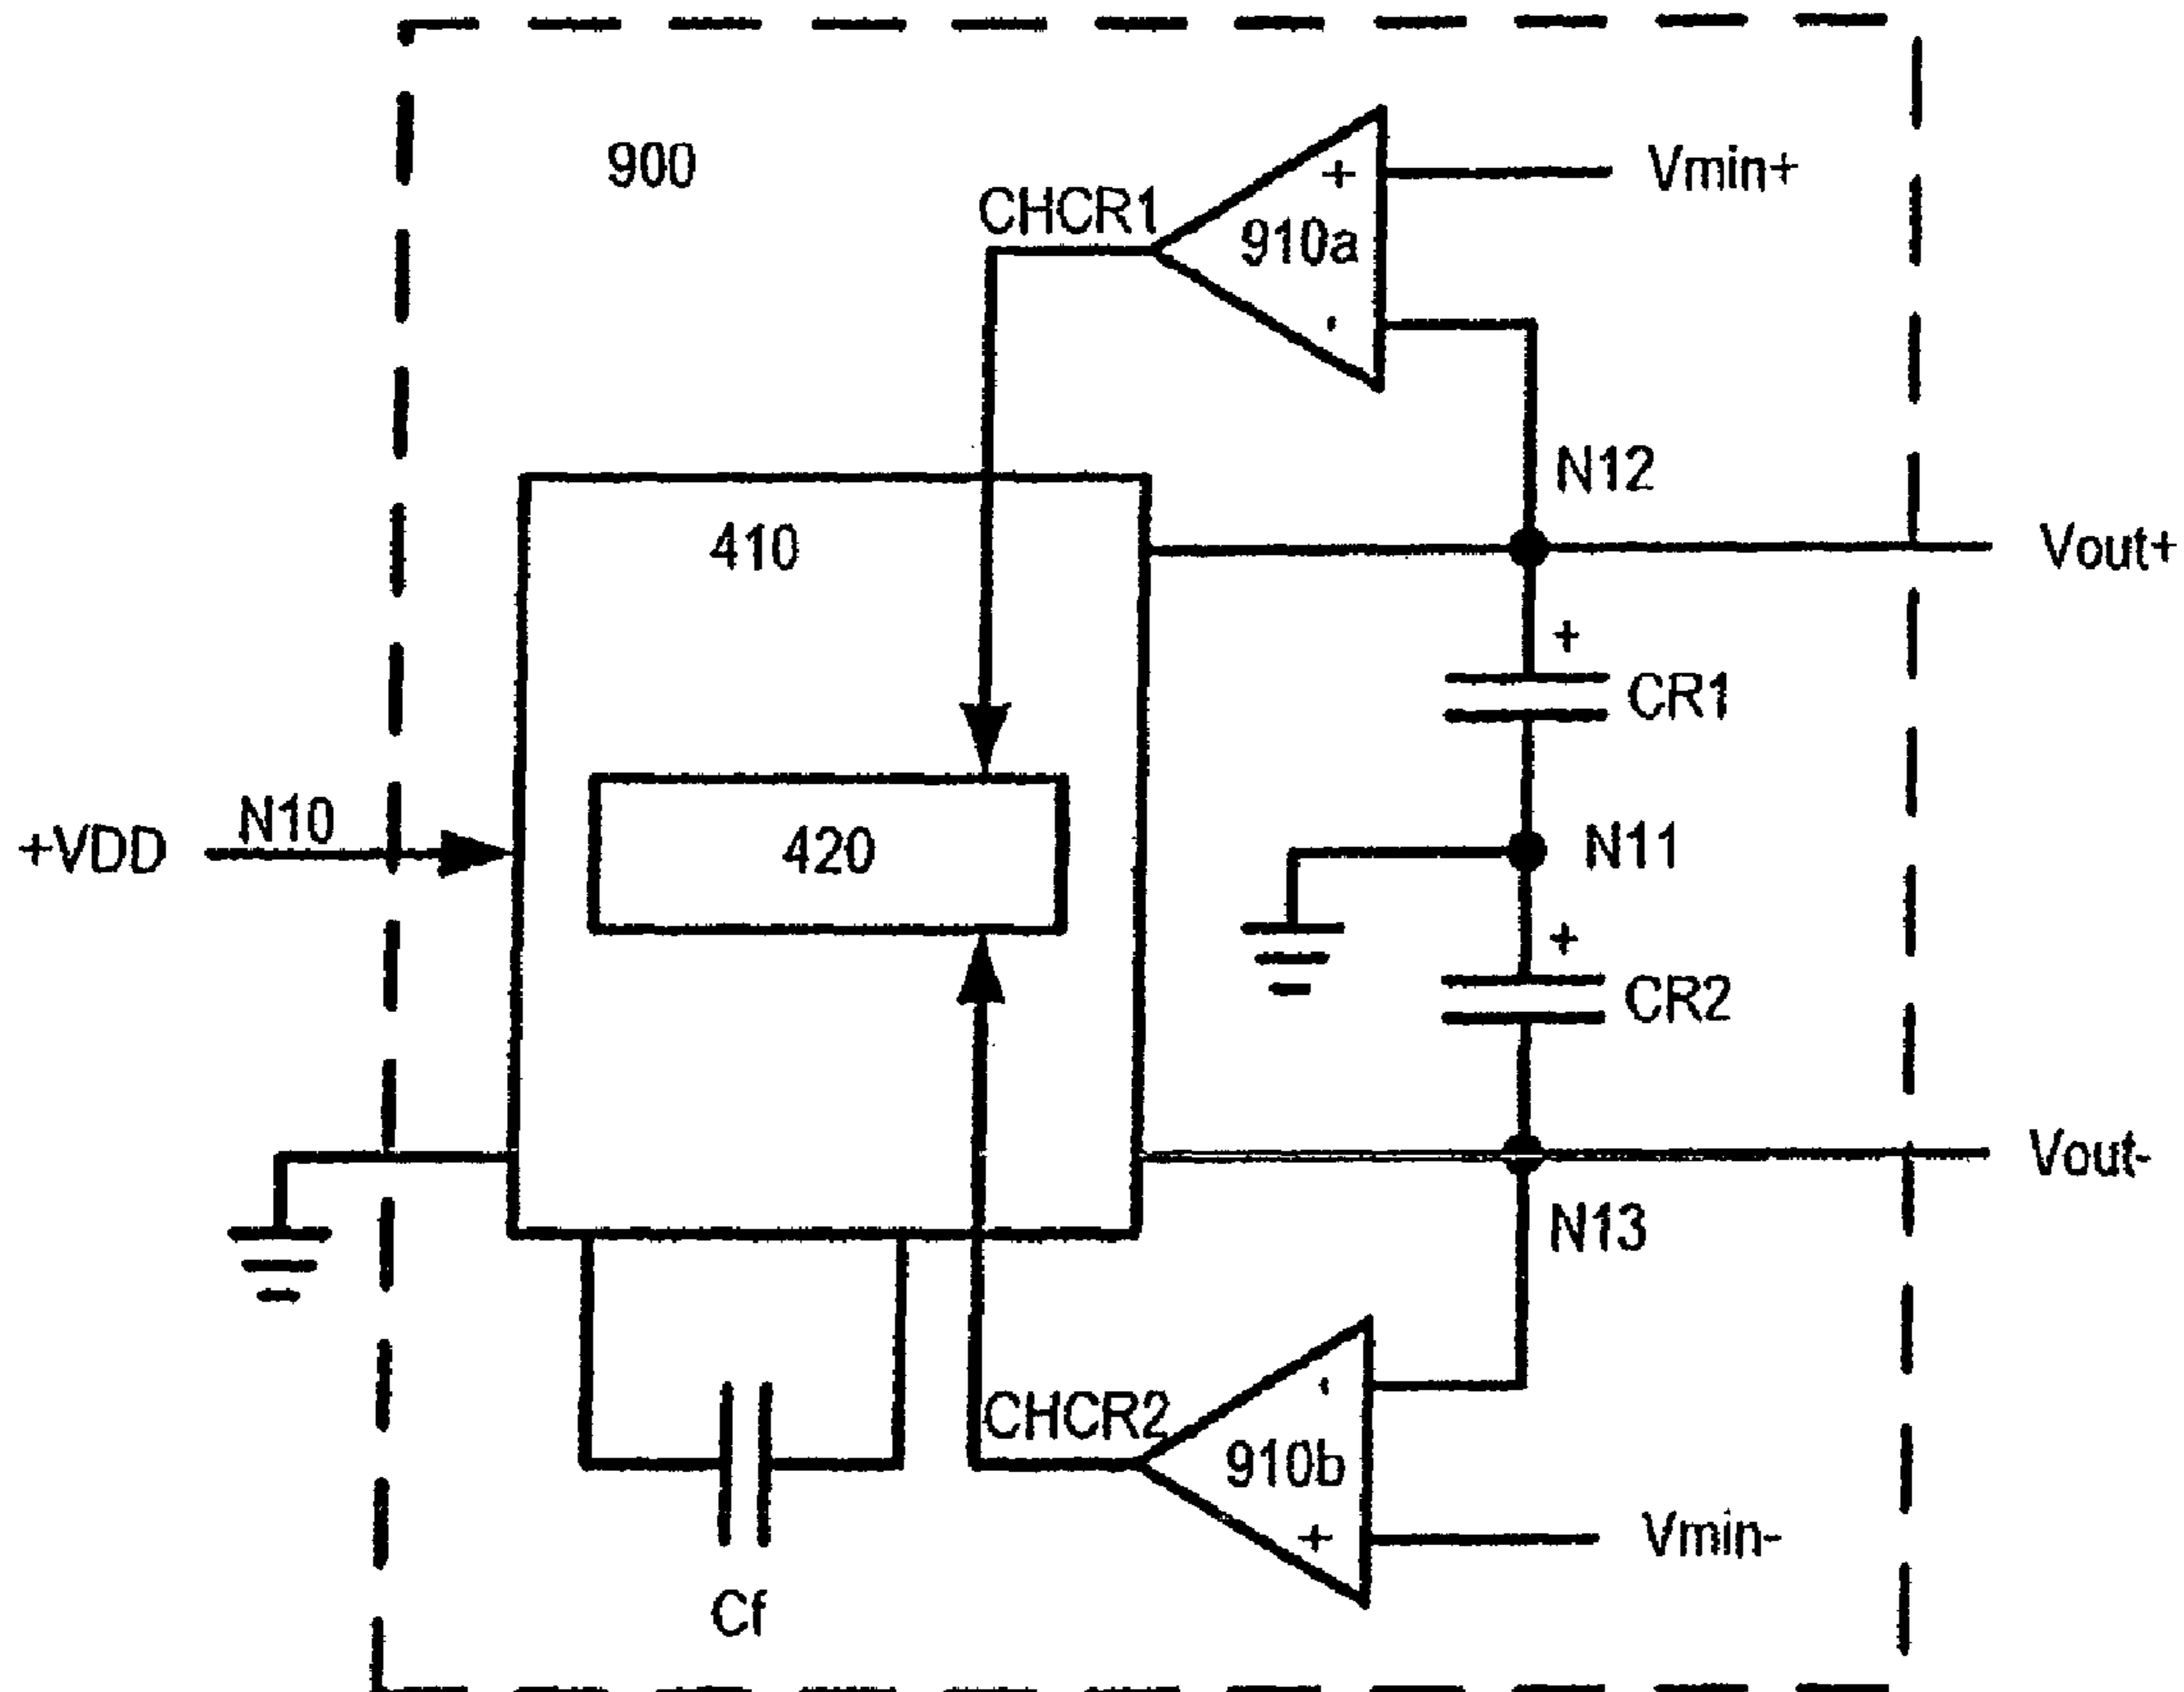 900
Vmin+
CHCR1
+
910a
-
N12
410
Vout+
+
CR1
+VDD
N10
420
N11
+
CR2
Vout-
N13
-
CHCR2
910b
+
Vmin-
Cf